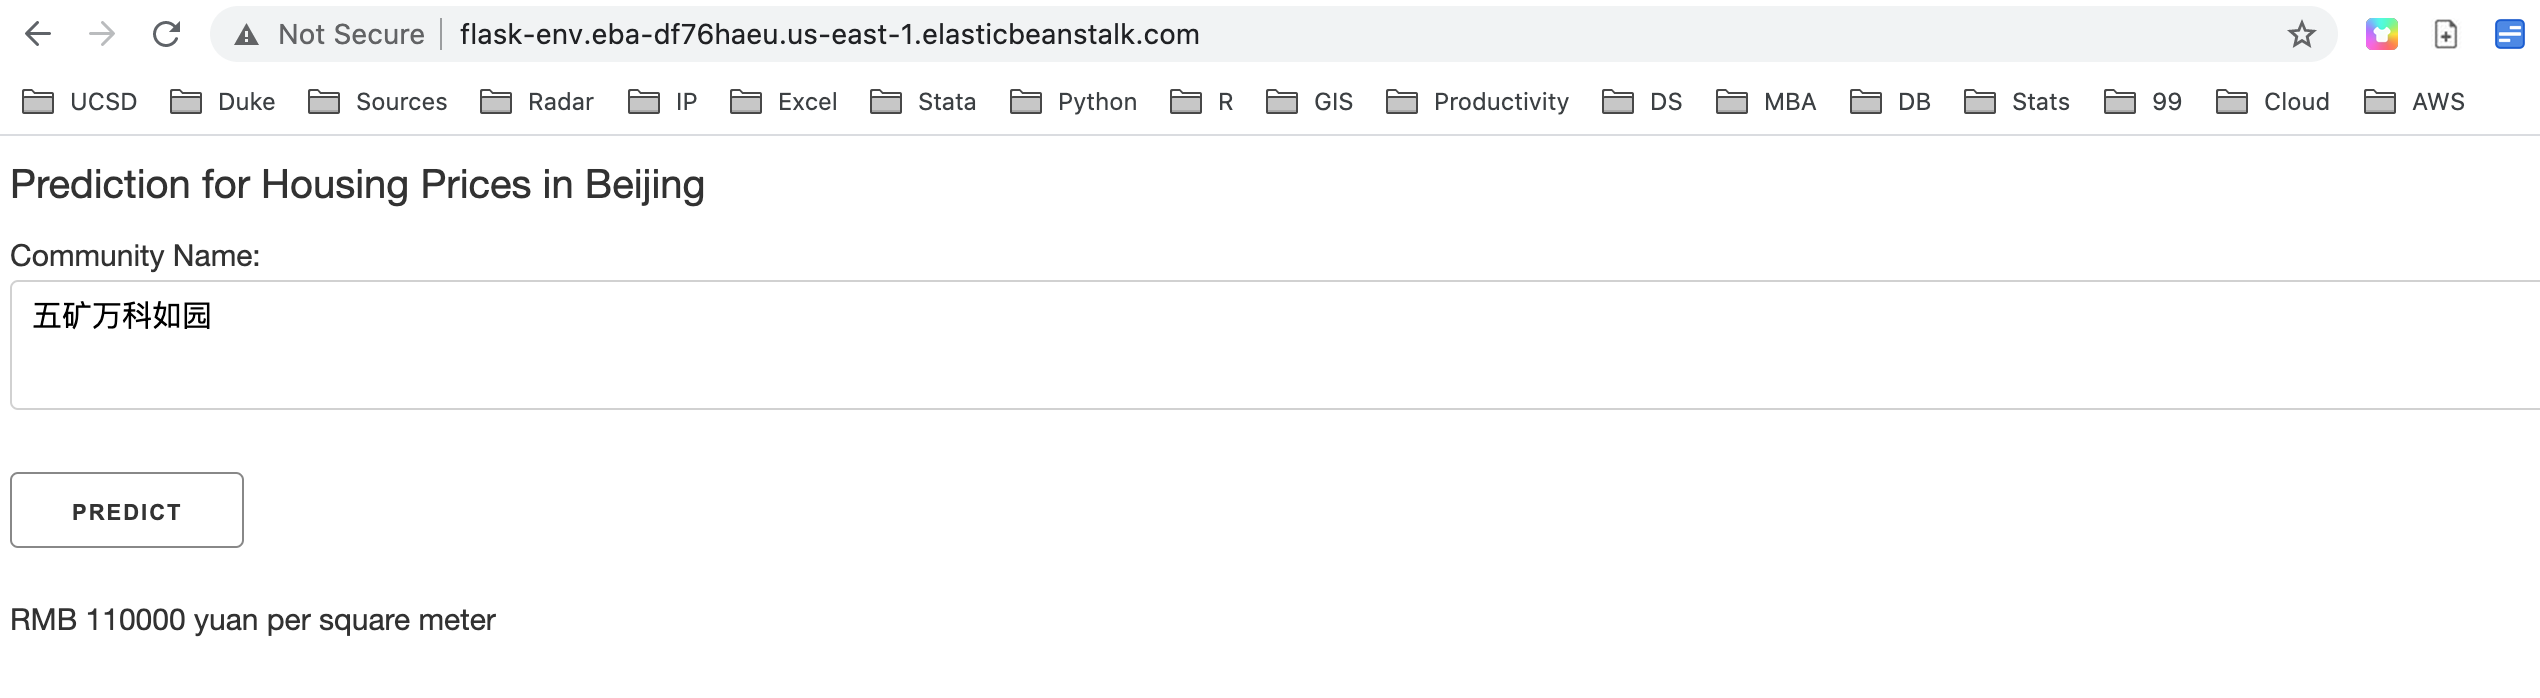 Not Secure flask-env.eba-df76haeu.us-east-1.elasticbeanstalk.com
UCSD Duke Sources Radar IP Excel Stata Python R GIS Productivity DS MBA DB Stats 99 Cloud AWS
Prediction for Housing Prices in Beijing
Community Name:
五矿万科如园
PREDICT
RMB 110000 yuan per square meter